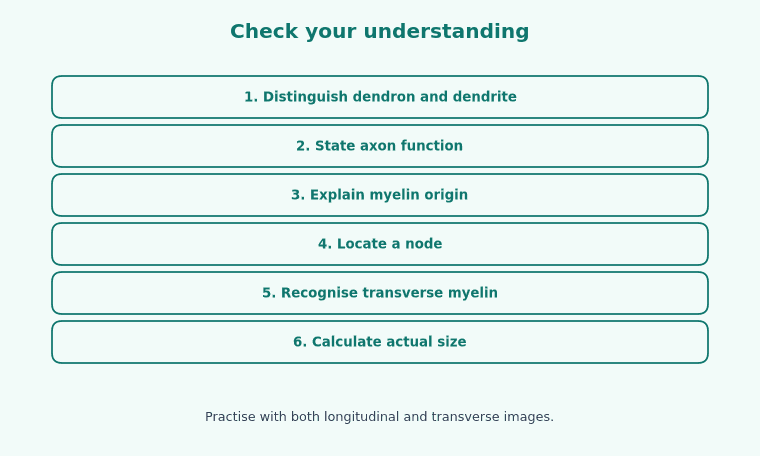 Check your understanding
1. Distinguish dendron and dendrite
2. State axon function
3. Explain myelin origin
4. Locate a node
5. Recognise transverse myelin
6. Calculate actual size
Practise with both longitudinal and transverse images.